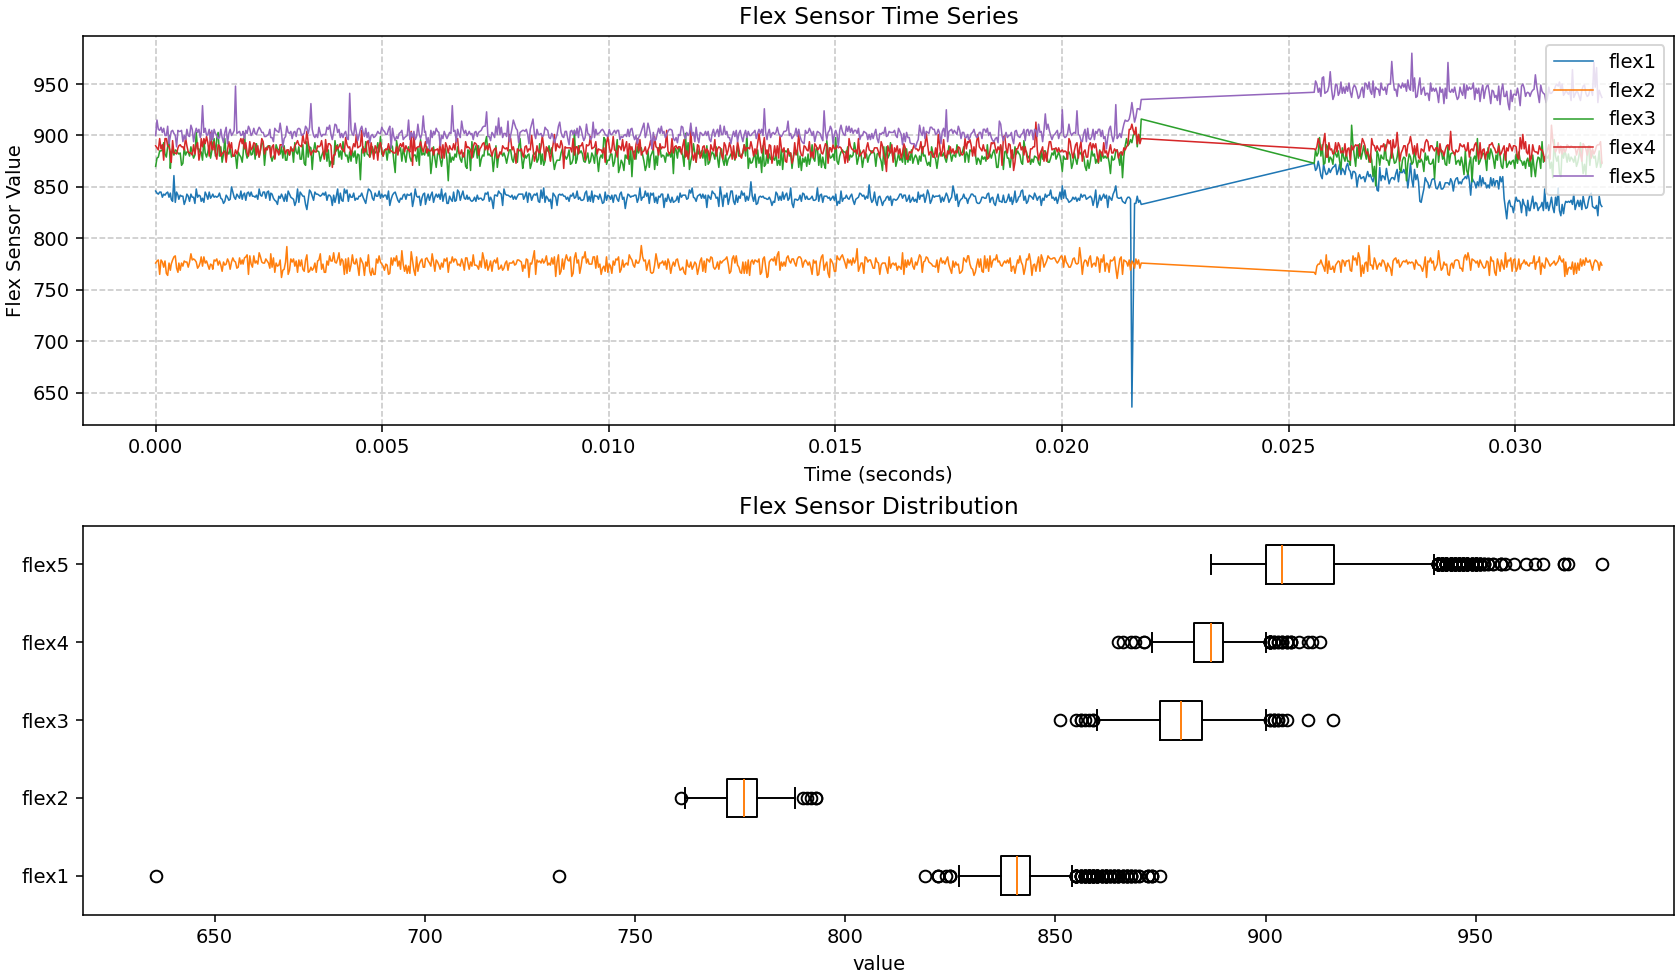 Flex Sensor Time Series
Flex Sensor Value
950
900
850
800
750
700
650
flex1
flex2
flex3
flex4
flex5
0.000 0.005 0.010 0.015 0.020 0.025 0.030
Time (seconds)
Flex Sensor Distribution
flex5
flex4
flex3
flex2
flex1
650 700 750 800 850 900 950
value